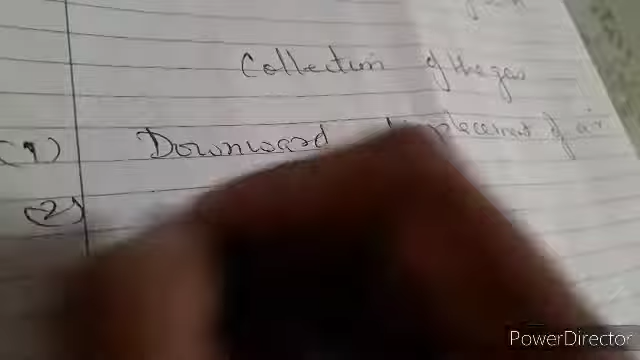 Collection of the gas
(1) Downward displacement of air
(2)
PowerDirector